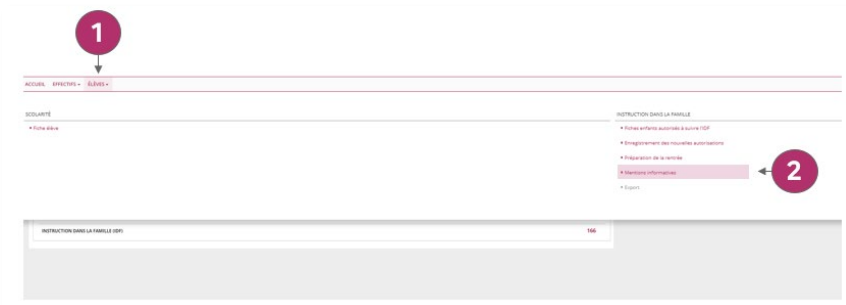 1
ACCUEIL EFFECTIFS ÉLÈVES
SCOLARITÉ
Fiche élève
INSTRUCTION DANS LA FAMILLE
Fiches enfants autorisés à suivre l'IDF
Enregistrement des nouvelles autorisations
Préparation de la rentrée
Mentions informatives
2
Export
INSTRUCTION DANS LA FAMILLE (IDF) 166